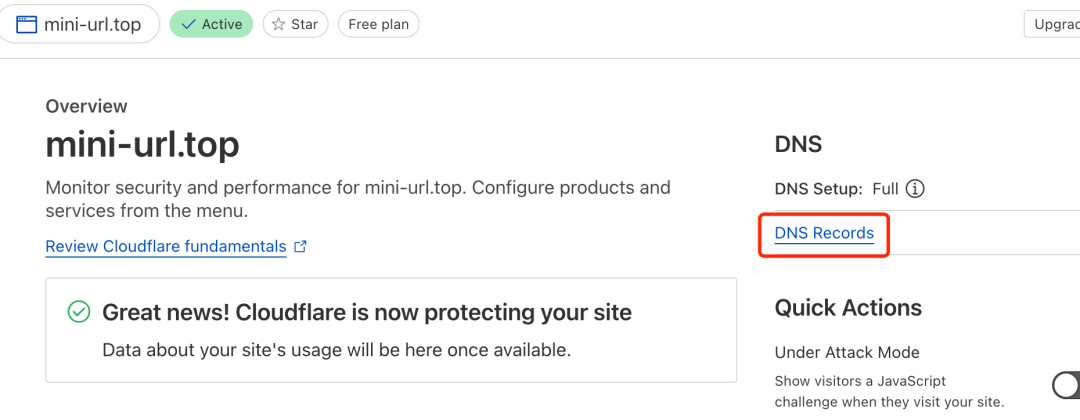 mini-url.top
Active
Star
Free plan
Overview
mini-url.top
Monitor security and performance for mini-url.top. Configure products and
services from the menu.
Review Cloudflare fundamentals
Great news! Cloudflare is now protecting your site
Data about your site's usage will be here once available.
DNS
DNS Setup: Full
DNS Records
Quick Actions
Under Attack Mode
Show visitors a JavaScript
challenge when they visit your site.